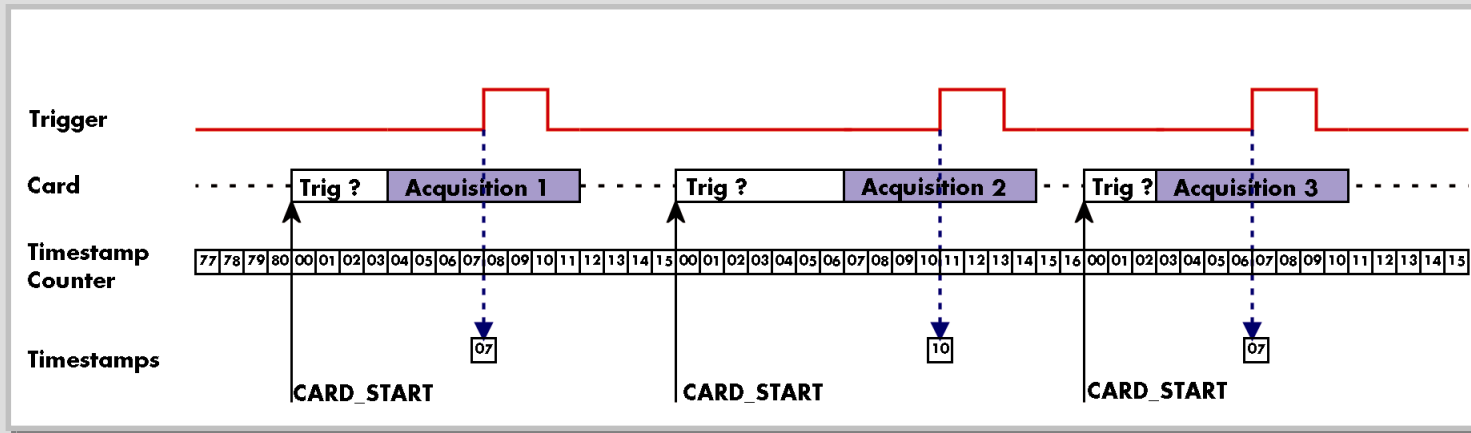 Trigger
Card
Trig ? Acquisition 1 Trig ? Acquisition 2 Trig ? Acquisition 3
Timestamp
Counter
77 78 79 80 00 01 02 03 04 05 06 07 08 09 10 11 12 13 14 15 00 01 02 03 04 05 06 07 08 09 10 11 12 13 14 15 16 00 01 02 03 04 05 06 07 08 09 10 11 12 13 14 15
Timestamps
07 10 07
CARD_START CARD_START CARD_START